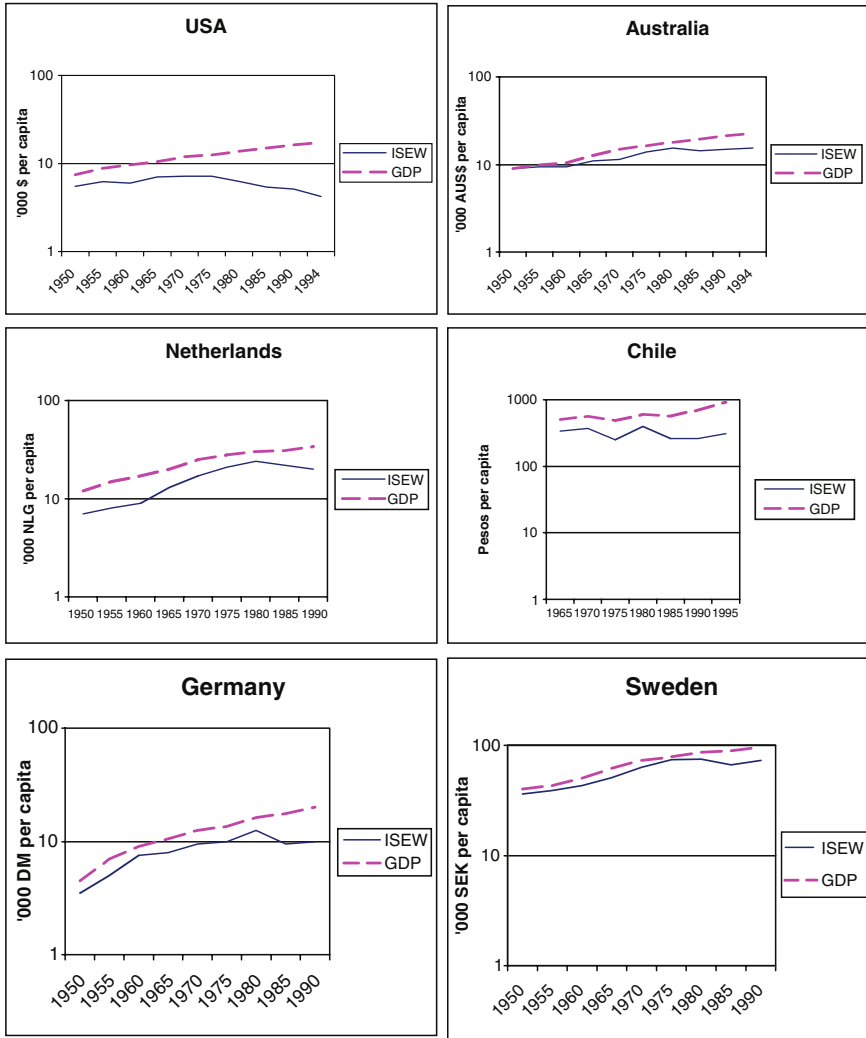 USA
'000 $ per capita
100
10
1
1950 1955 1960 1965 1970 1975 1980 1985 1990 1994
ISEW
GDP
Australia
'000 AUS$ per capita
100
10
1
1950 1955 1960 1965 1970 1975 1980 1985 1990 1994
ISEW
GDP
Netherlands
'000 NLG per capita
100
10
1
1950 1955 1960 1965 1970 1975 1980 1985 1990
ISEW
GDP
Chile
Pesos per capita
1000
100
10
1
1965 1970 1975 1980 1985 1990 1995
ISEW
GDP
Germany
'000 DM per capita
100
10
1
1950 1955 1960 1965 1970 1975 1980 1985 1990
ISEW
GDP
Sweden
'000 SEK per capita
100
10
1
1950 1955 1960 1965 1970 1975 1980 1985 1990
ISEW
GDP